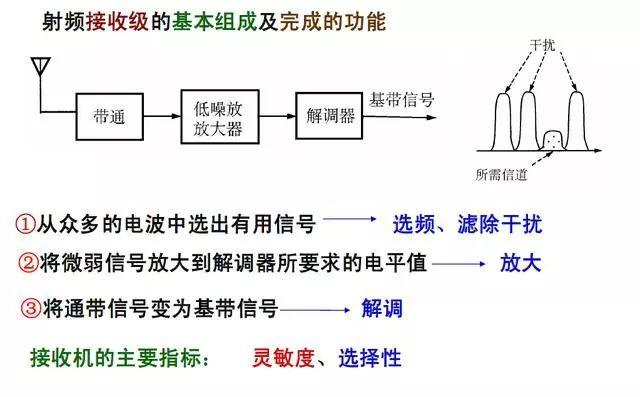 射频接收级的基本组成及完成的功能
干扰
带通
低噪放
放大器
解调器
基带信号
所需信道
①从众多的电波中选出有用信号 选频、滤除干扰
②将微弱信号放大到解调器所要求的电平值 放大
③将通带信号变为基带信号 解调
接收机的主要指标： 灵敏度、选择性